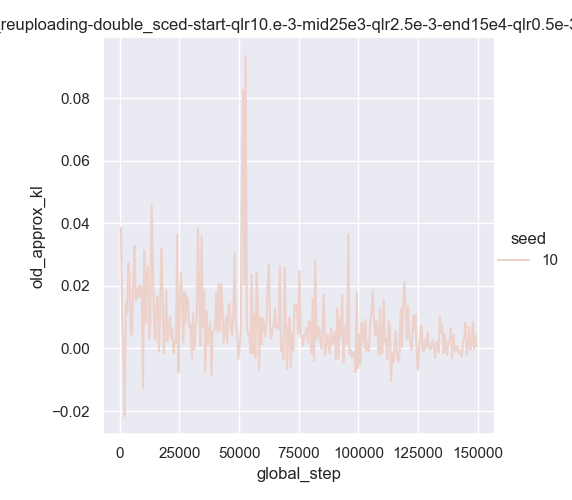 _reuploading-double_sced-start-qlr10.e-3-mid25e3-qlr2.5e-3-end15e4-qlr0.5e-3
0.08
0.06
0.04
0.02
0.00
−0.02
old_approx_kl
0 25000 50000 75000 100000 125000 150000
global_step
seed
10